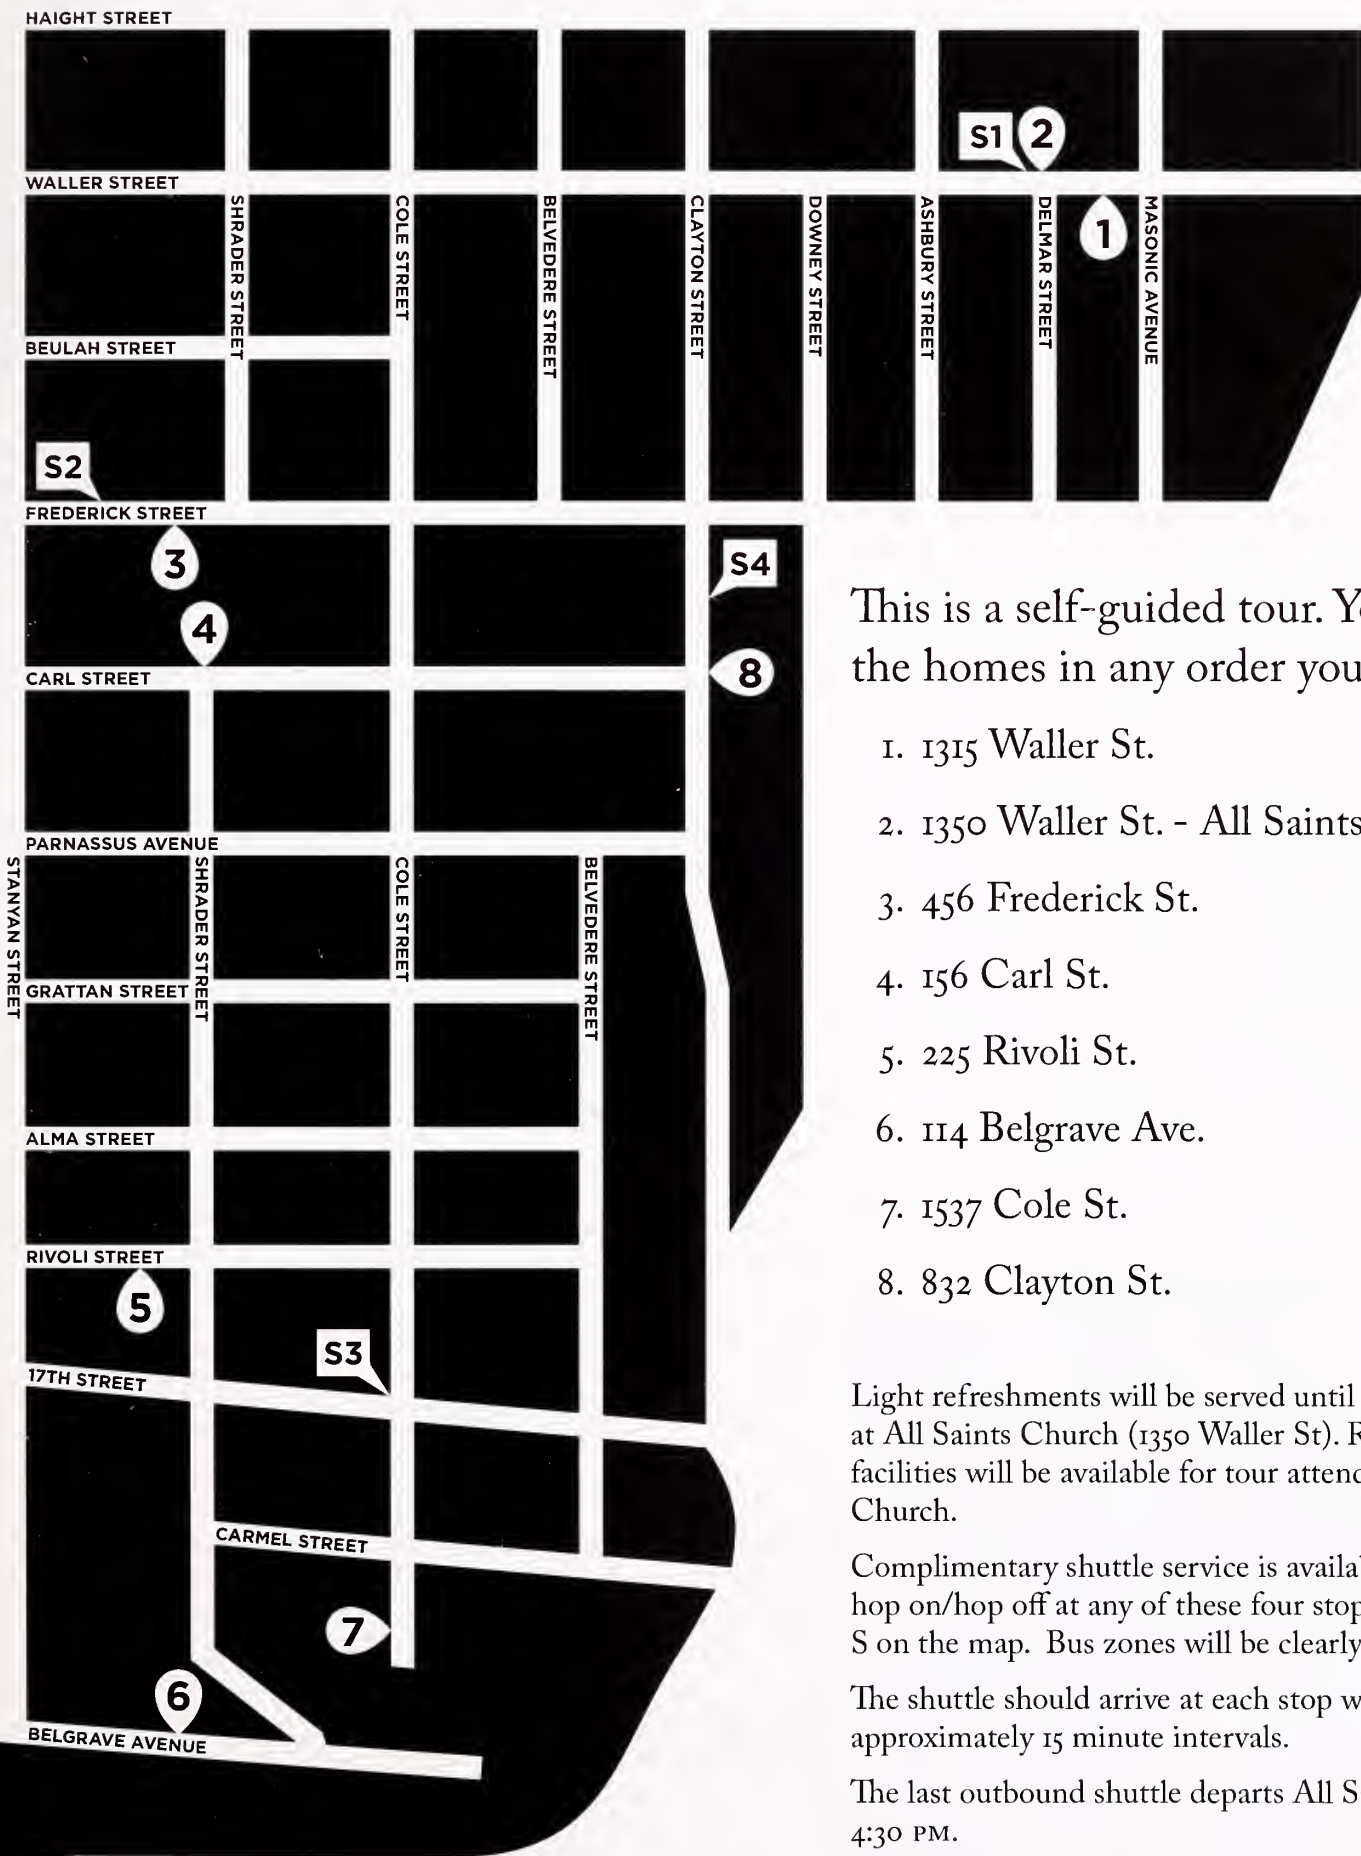 HAIGHT STREET
S1
2
WALLER STREET
SHRADER STREET
COLE STREET
BELVEDERE STREET
CLAYTON STREET
DOWNEY STREET
ASHBURY STREET
DELMAR STREET
1
MASONIC AVENUE
BEULAH STREET
S2
FREDERICK STREET
3
S4
4
8
CARL STREET
PARNASSUS AVENUE
STANYAN STREET
SHRADER STREET
COLE STREET
BELVEDERE STREET
GRATTAN STREET
ALMA STREET
RIVOLI STREET
5
S3
17TH STREET
CARMEL STREET
7
6
BELGRAVE AVENUE
This is a self-guided tour.
the homes in any order you
1. 1315 Waller St.
2. 1350 Waller St. - All Saints
3. 456 Frederick St.
4. 156 Carl St.
5. 225 Rivoli St.
6. 114 Belgrave Ave.
7. 1537 Cole St.
8. 832 Clayton St.
Light refreshments will be served until
at All Saints Church (1350 Waller St).
facilities will be available for tour
Church.
Complimentary shuttle service is
hop on/hop off at any of these four
S on the map. Bus zones will be clearly
The shuttle should arrive at each stop
approximately 15 minute intervals.
The last outbound shuttle departs All
4:30 PM.